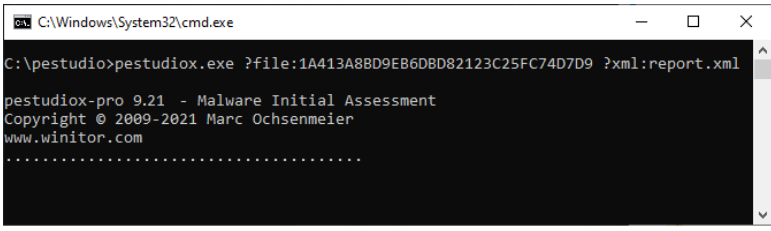 C:\Windows\System32\cmd.exe
C:\pestudio>pestudiox.exe ?file:1A413A8BD9EB6DBD82123C25FC74D7D9 ?xml:report.xml
pestudiox-pro 9.21 - Malware Initial Assessment
Copyright © 2009-2021 Marc Ochsenmeier
www.winitor.com
.......................................